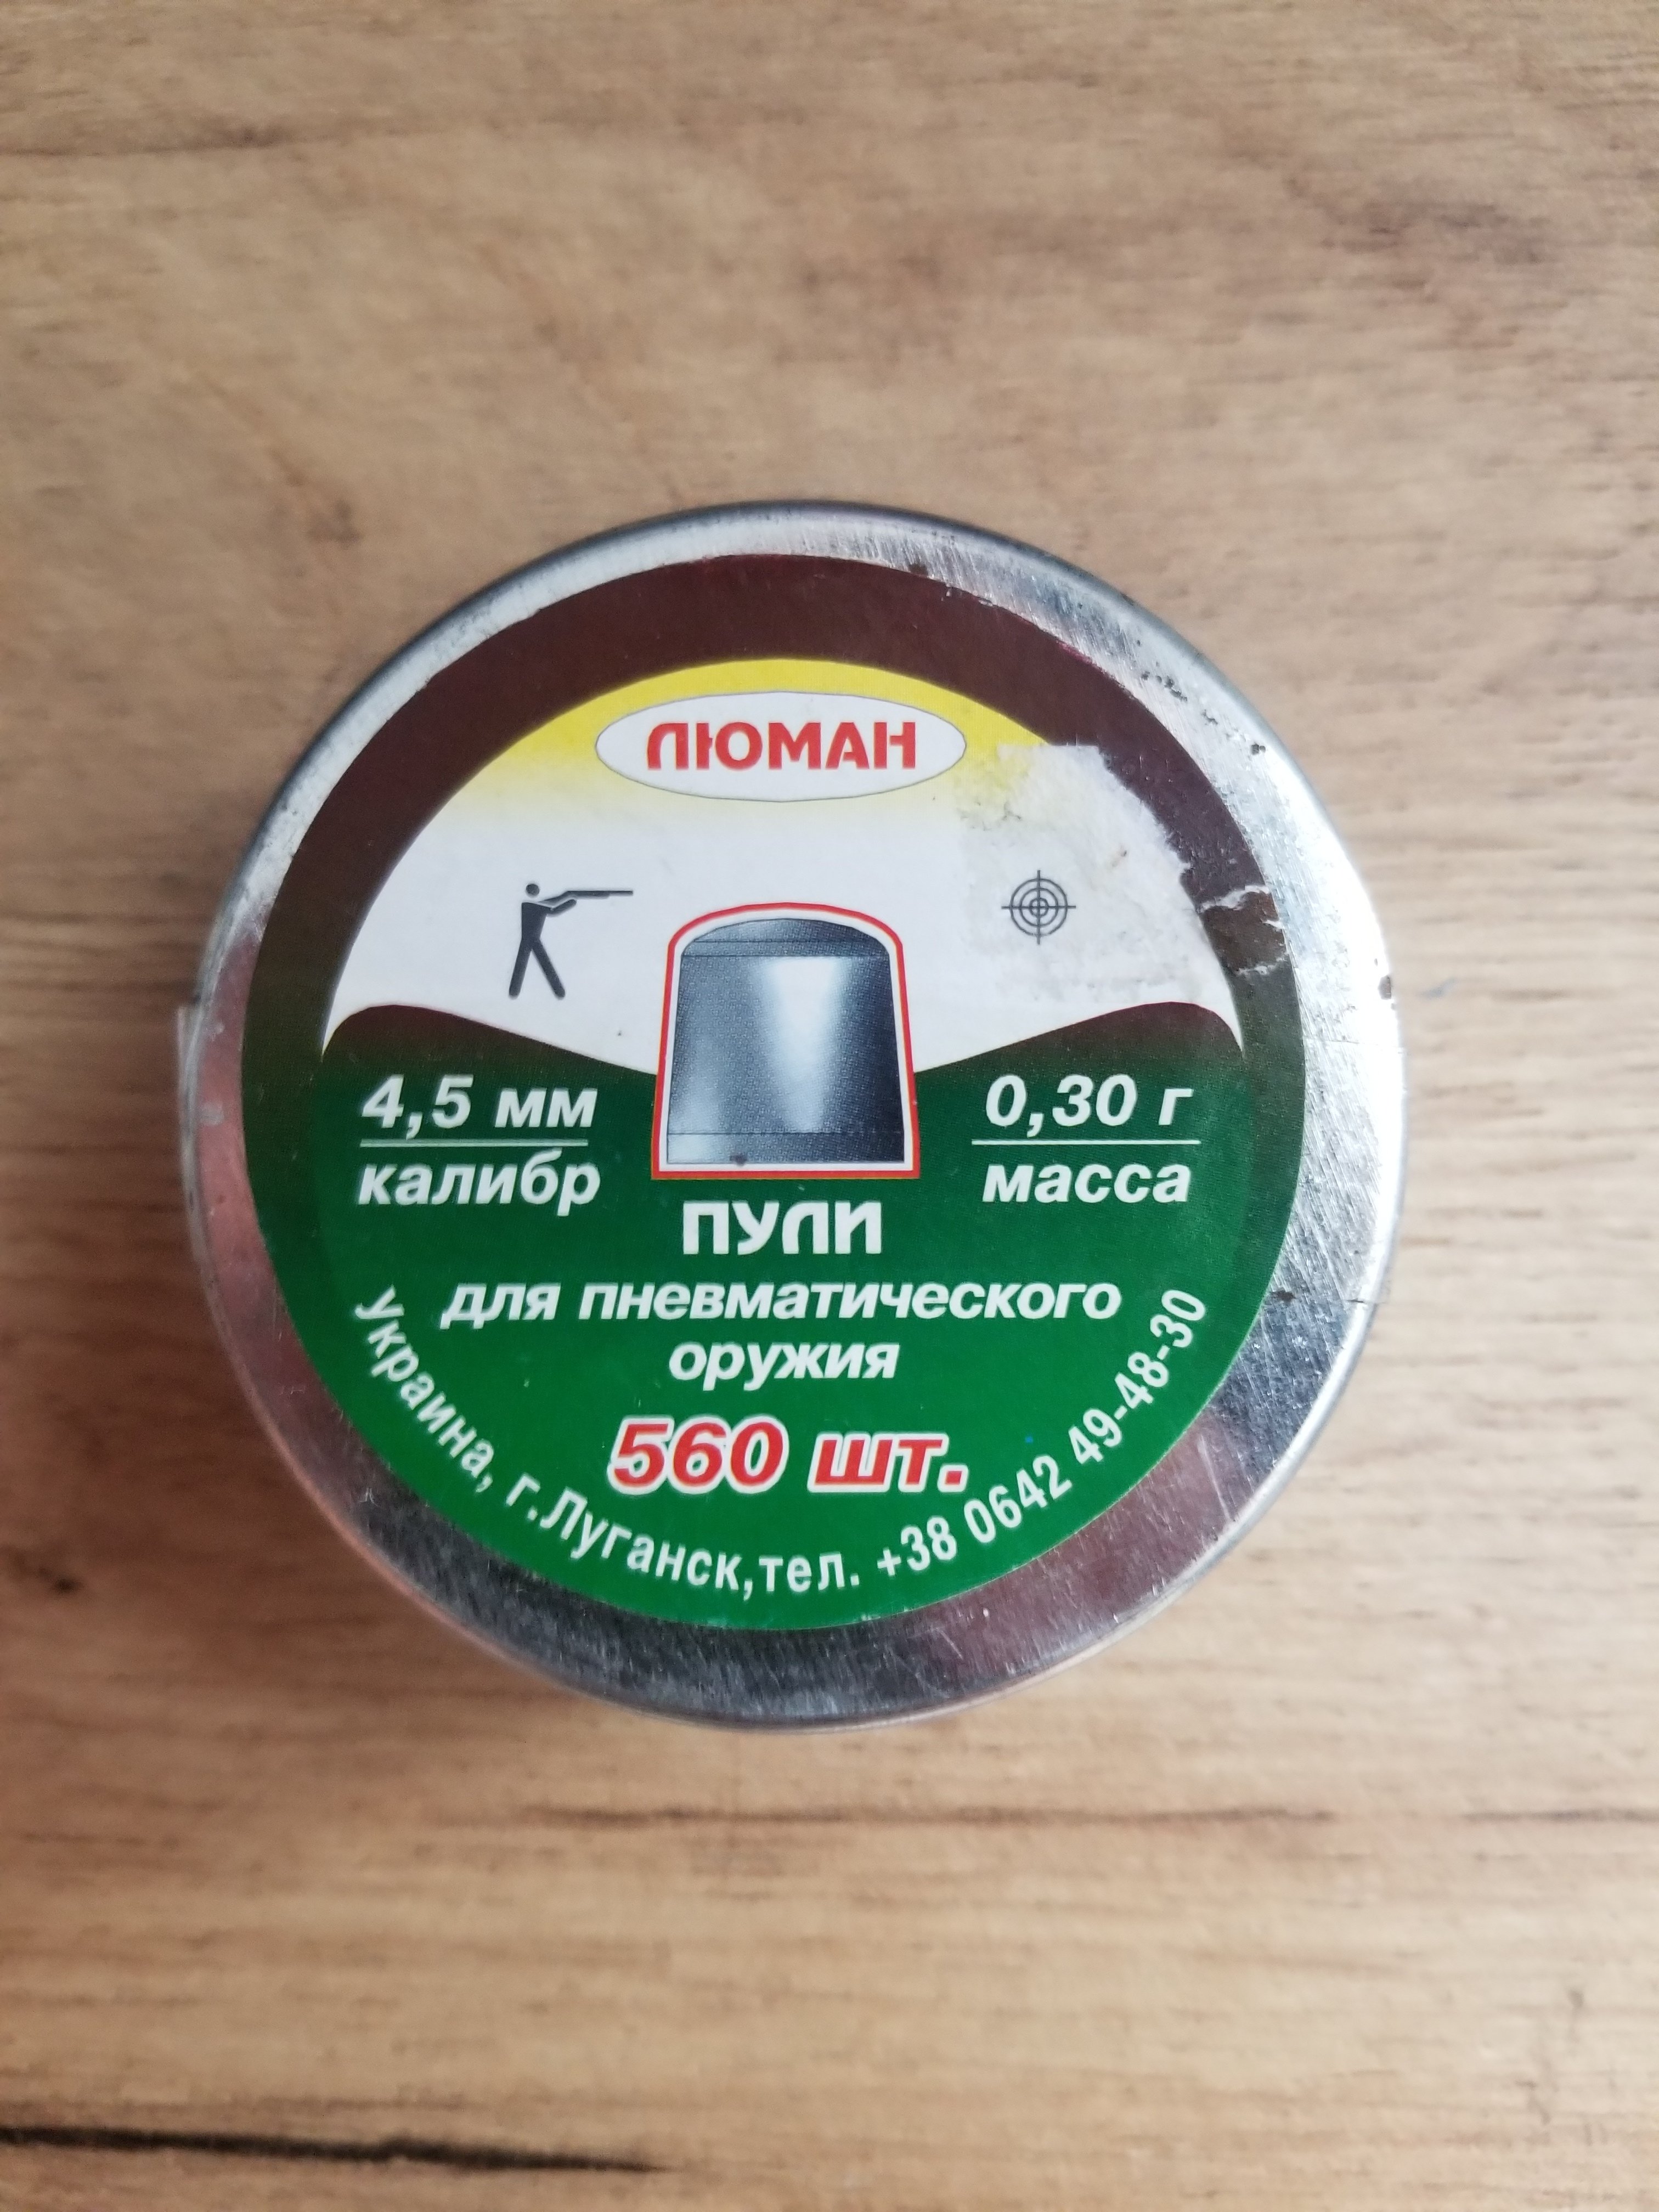 ЛЮМАН
4,5 мм
калибр
0,30 г
масса
ПУЛИ
для пневматического
оружия
560 шт.
Украина, г.Луганск,тел. +38 0642 49-48-30